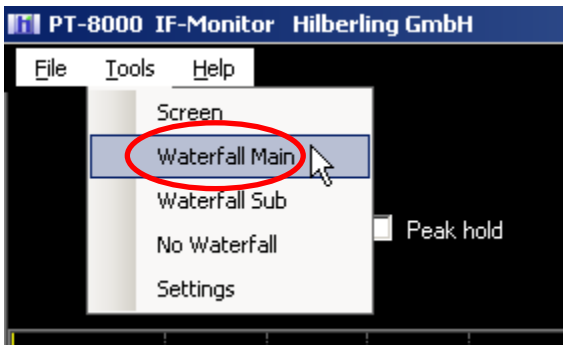 PT-8000 IF-Monitor Hilberling GmbH
File Tools Help
Screen
Waterfall Main
Waterfall Sub
Peak hold
No Waterfall
Settings